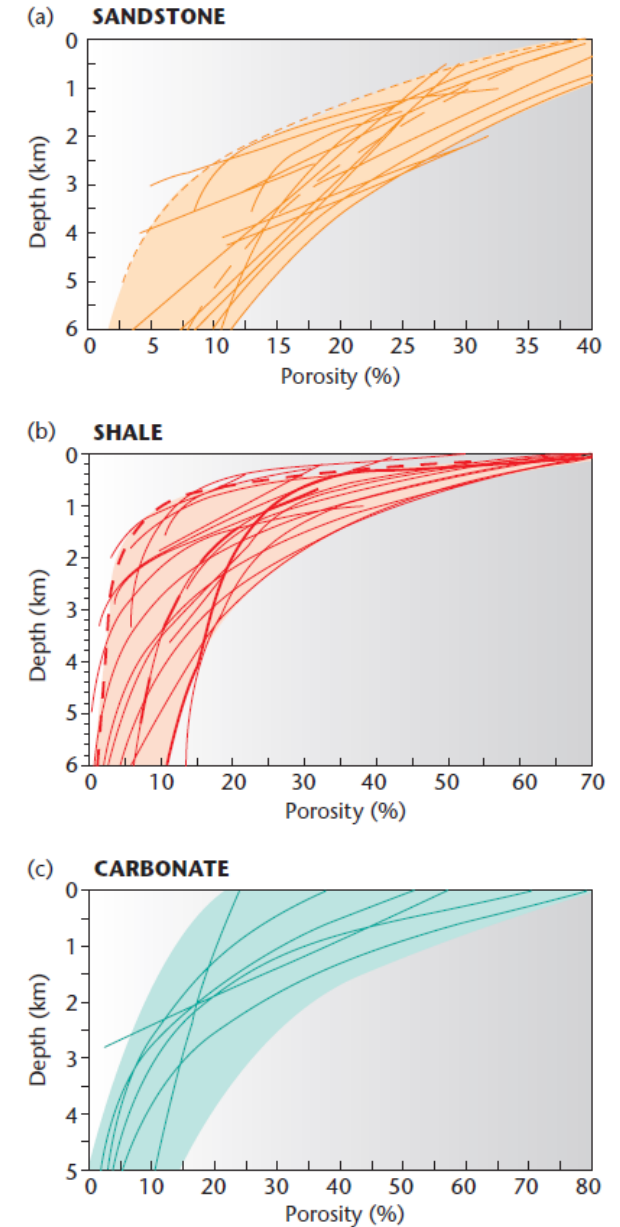 (a) SANDSTONE
0
1
2
3
4
5
6
Depth (km)
0 5 10 15 20 25 30 35 40
Porosity (%)
(b) SHALE
0
1
2
3
4
5
6
Depth (km)
0 10 20 30 40 50 60 70
Porosity (%)
(c) CARBONATE
0
1
2
3
4
5
Depth (km)
0 10 20 30 40 50 60 70 80
Porosity (%)